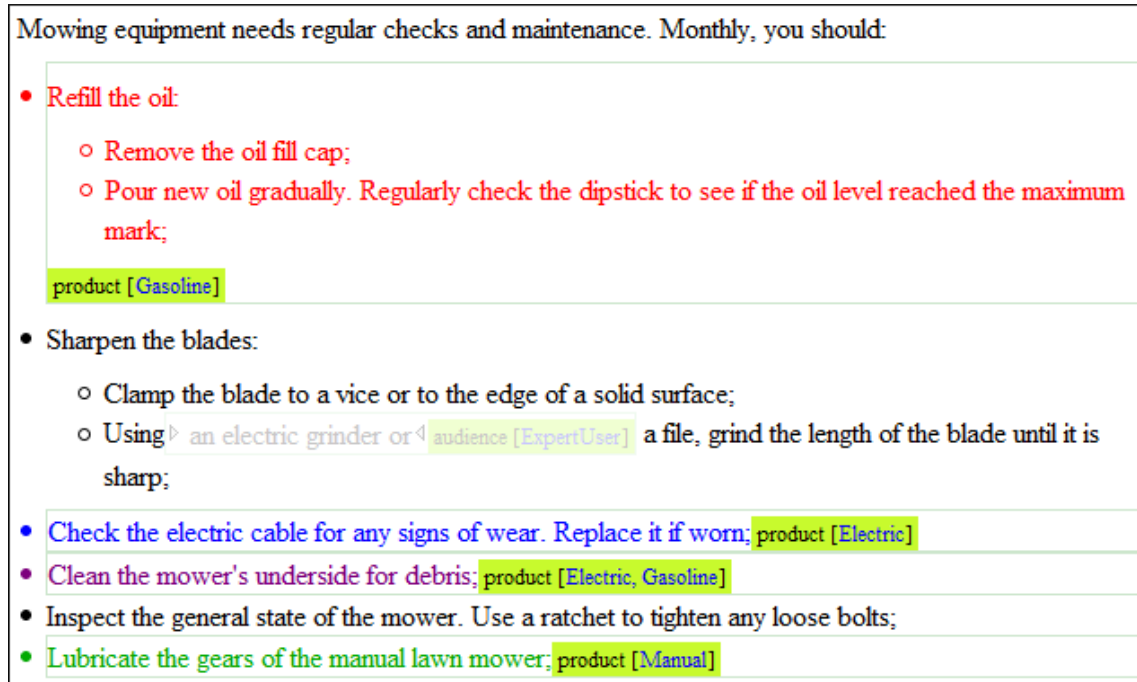 Mowing equipment needs regular checks and maintenance. Monthly, you should:
Refill the oil:
Remove the oil fill cap;
Pour new oil gradually. Regularly check the dipstick to see if the oil level reached the maximum
mark;
product [Gasoline]
Sharpen the blades:
Clamp the blade to a vice or to the edge of a solid surface;
Using an electric grinder or audience [ExpertUser] a file, grind the length of the blade until it is
sharp;
Check the electric cable for any signs of wear. Replace it if worn; product [Electric]
Clean the mower's underside for debris; product [Electric, Gasoline]
Inspect the general state of the mower. Use a ratchet to tighten any loose bolts;
Lubricate the gears of the manual lawn mower; product [Manual]